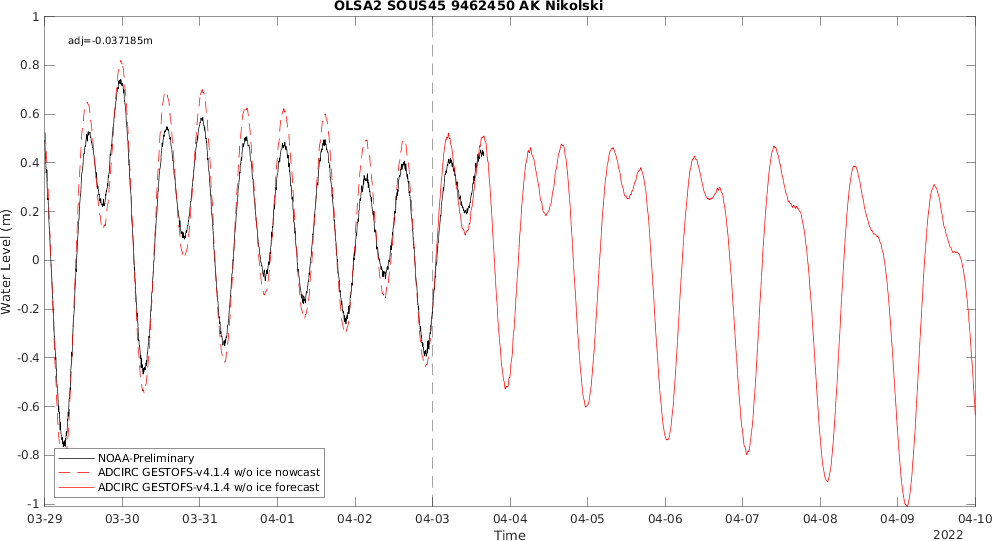 OLSA2 SOUS45 9462450 AK Nikolski
adj=-0.037185m
Water Level (m)
1
0.8
0.6
0.4
0.2
0
-0.2
-0.4
-0.6
-0.8
-1
NOAA-Preliminary
ADCIRC GESTOFS-v4.1.4 w/o ice nowcast
ADCIRC GESTOFS-v4.1.4 w/o ice forecast
03-29 03-30 03-31 04-01 04-02 04-03 04-04 04-05 04-06 04-07 04-08 04-09 04-10
Time
2022